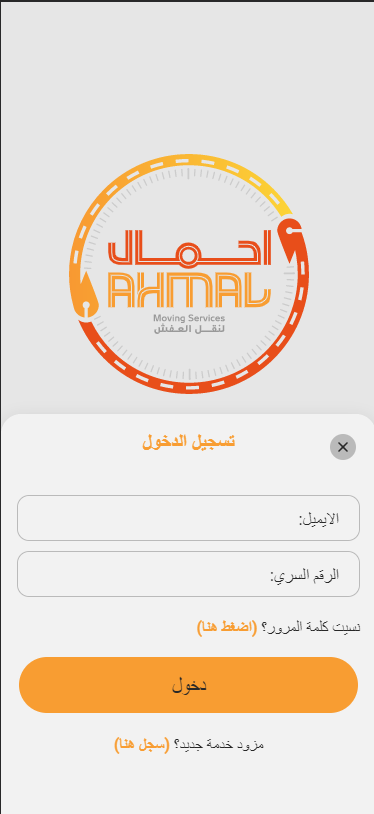 احمال
AHMAL
Moving Services
لنقل العفش
تسجيل الدخول
الايميل:
الرقم السري:
نسيت كلمة المرور؟ (اضغط هنا)
دخول
مزود خدمة جديد؟ (سجل هنا)